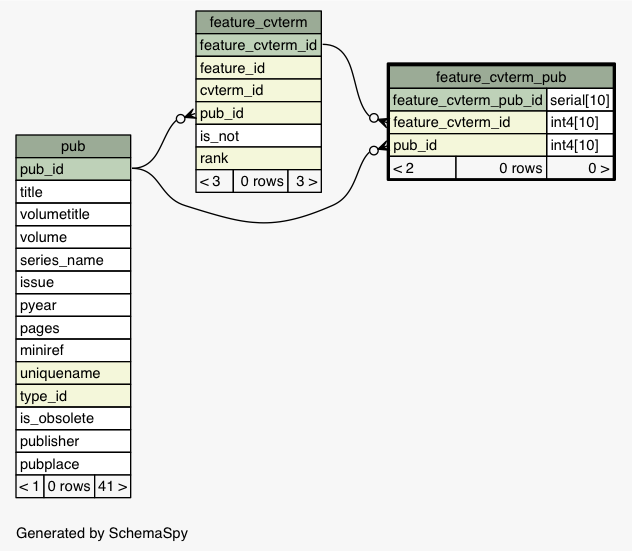 feature_cvterm
feature_cvterm_id
feature_id
cvterm_id
pub_id
is_not
rank
< 3 0 rows 3 >
feature_cvterm_pub
feature_cvterm_pub_id serial[10]
feature_cvterm_id int4[10]
pub_id int4[10]
< 2 0 rows 0 >
pub
pub_id
title
volumetitle
volume
series_name
issue
pyear
pages
miniref
uniquename
type_id
is_obsolete
publisher
pubplace
< 1 0 rows 41 >
Generated by SchemaSpy